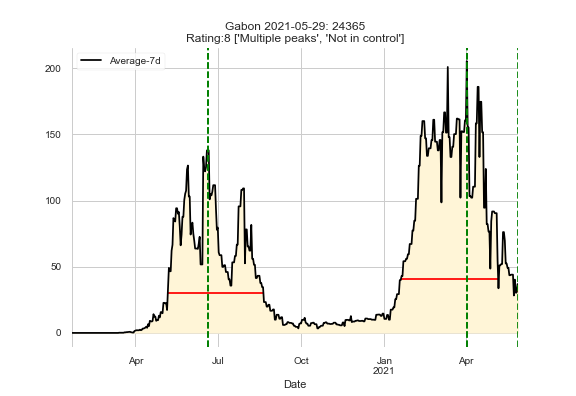 Gabon 2021-05-29: 24365
Rating:8 ['Multiple peaks', 'Not in control']
Average-7d
200
150
100
50
0
Apr
Jul
Oct
Jan
2021
Apr
Date